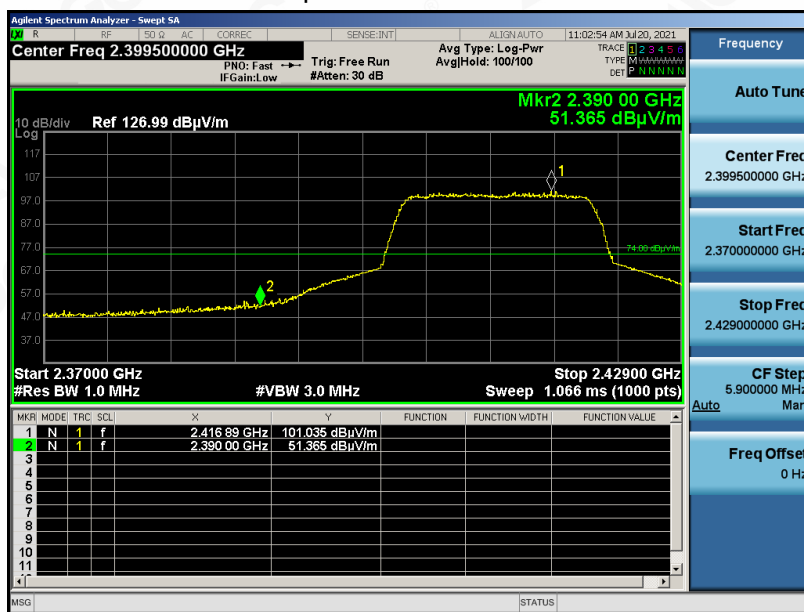 Agilent Spectrum Analyzer - Swept SA
LXI R RF 50 Ω AC CORREC SENSE:INT ALIGN AUTO 11:02:54 AM Jul 20, 2021
Center Freq 2.399500000 GHz
PNO: Fast
IFGain:Low
Trig: Free Run
#Atten: 30 dB
Avg Type: Log-Pwr
Avg|Hold: 100/100
TRACE 1 2 3 4 5 6
TYPE M W W W W W
DET P N N N N N
Mkr2 2.390 00 GHz
51.365 dBµV/m
10 dB/div Ref 126.99 dBµV/m
Log
117
107
97.0
87.0
77.0
67.0
57.0
47.0
37.0
1
2
74.00 dBµV/m
Start 2.37000 GHz Stop 2.42900 GHz
#Res BW 1.0 MHz #VBW 3.0 MHz Sweep 1.066 ms (1000 pts)
MKR MODE TRC SCL X Y FUNCTION FUNCTION WIDTH FUNCTION VALUE
1 N 1 f 2.416 89 GHz 101.035 dBµV/m
2 N 1 f 2.390 00 GHz 51.365 dBµV/m
3
4
5
6
7
8
9
10
11
MSG STATUS
Frequency
Auto Tune
Center Freq
2.399500000 GHz
Start Freq
2.370000000 GHz
Stop Freq
2.429000000 GHz
CF Step
5.900000 MHz
Auto Man
Freq Offset
0 Hz